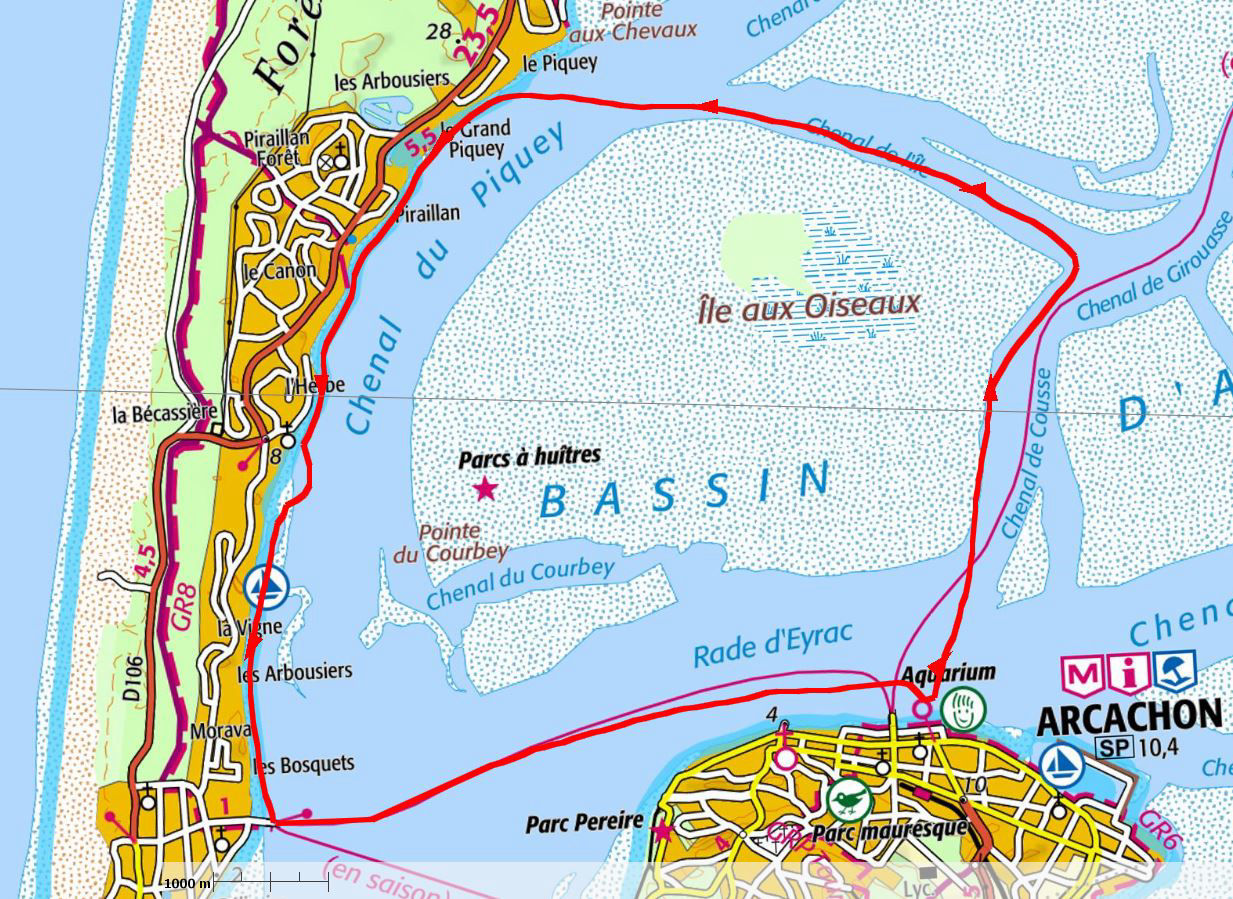 Pointe
aux Chevaux
Chenal
28
23,5
Forê
le Piquey
les Arbousiers
5,5
le Grand
Piquey
Chenal de l'île
Piraillan
Forêt
Piraillan
Chenal du Piquey
le Canon
Île aux Oiseaux
Chenal de Girouasse
l'Herbe
la Bécassière
8
Chenal de Cousse
D ' A
Parcs à huîtres
BASSIN
Pointe
du Courbey
Chenal du Courbey
4,5
GR8
la Vigne
Rade d'Eyrac
Chena
les Arbousiers
D106
Aquarium
M i
ARCACHON
SP 10,4
Morava
4
les Bosquets
10
Che
1
Parc Pereire
Parc mauresque
GR6
4
(en saison)
1000 m
2
Lyc.
5